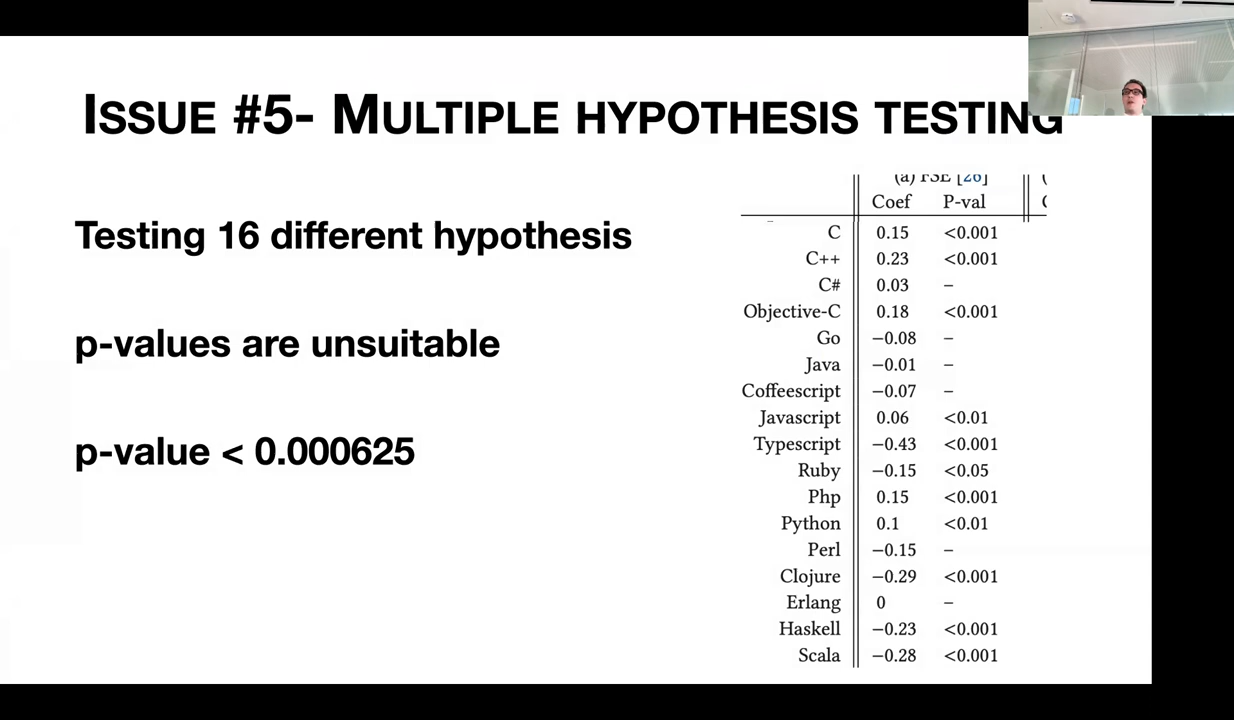 ISSUE #5- MULTIPLE HYPOTHESIS TESTING
Testing 16 different hypothesis
p-values are unsuitable
p-value < 0.000625
(a) FSE [26]
Coef P-val
C 0.15 <0.001
C++ 0.23 <0.001
C# 0.03 –
Objective-C 0.18 <0.001
Go −0.08 –
Java −0.01 –
Coffeescript −0.07 –
Javascript 0.06 <0.01
Typescript −0.43 <0.001
Ruby −0.15 <0.05
Php 0.15 <0.001
Python 0.1 <0.01
Perl −0.15 –
Clojure −0.29 <0.001
Erlang 0 –
Haskell −0.23 <0.001
Scala −0.28 <0.001